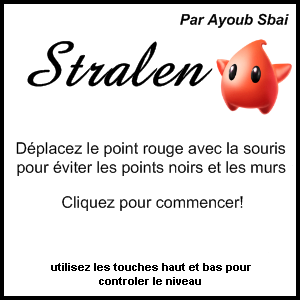 Par Ayoub Sbai
Stralen
Déplacez le point rouge avec la souris
pour éviter les points noirs et les murs
Cliquez pour commencer!
utilisez les touches haut et bas pour
controler le niveau